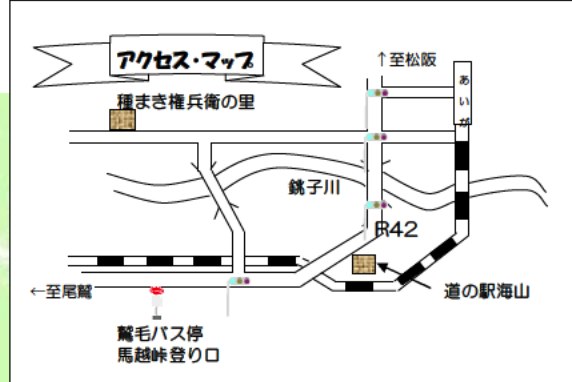 アクセス・マップ
↑至松阪
あいが
種まき権兵衛の里
銚子川
R42
←至尾鷲
道の駅海山
鷲毛バス停
馬越峠登り口